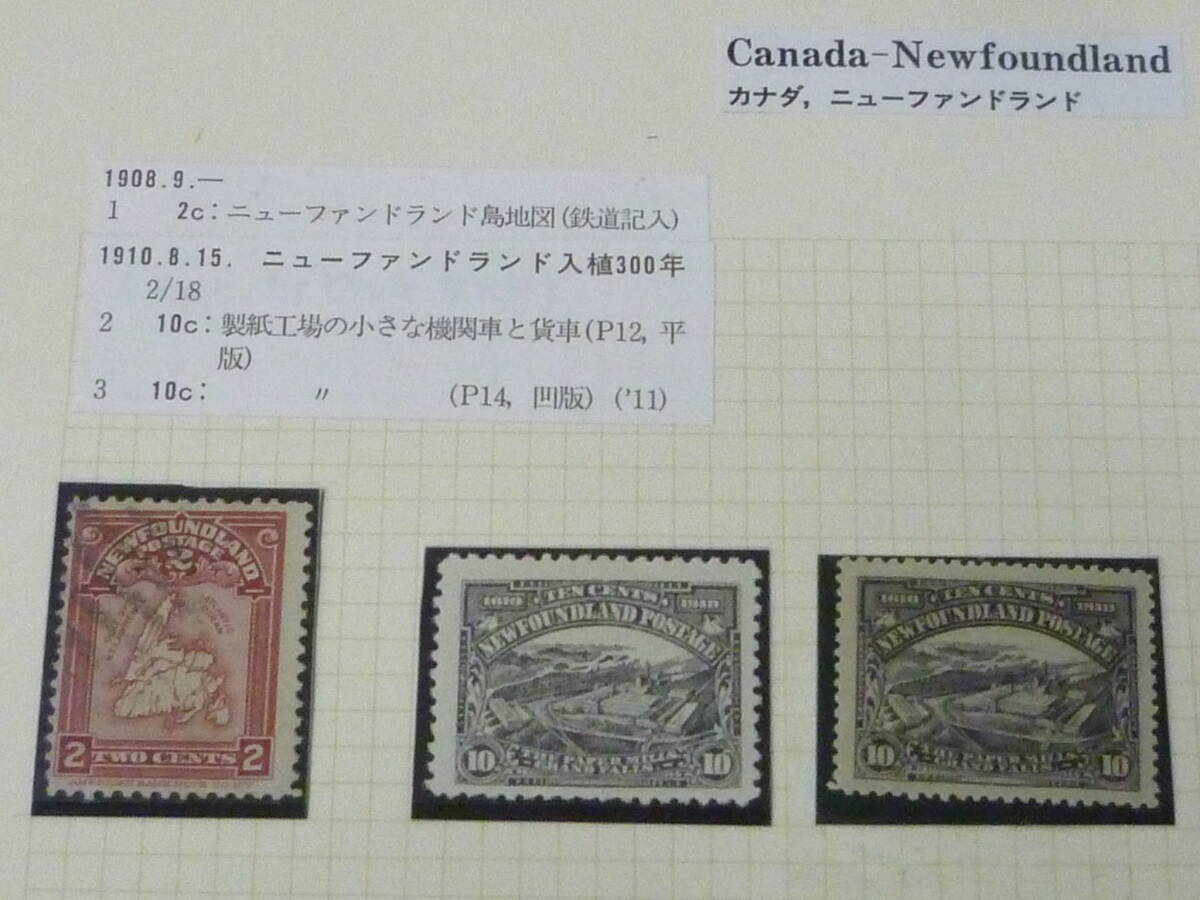 Canada-Newfoundland
カナダ, ニューファンドランド
1908.9.—
1 2c: ニューファンドランド島地図(鉄道記入)
1910.8.15. ニューファンドランド入植300年
2/18
2 10c: 製紙工場の小さな機関車と貨車(P12, 平
版)
3 10c: 〃 (P14, 凹版) ('11)
NEWFOUNDLAND
POSTAGE
2
2 TWO CENTS 2
TEN CENTS
1610 1910
NEWFOUNDLAND POSTAGE
10 10
TEN CENTS
1610 1910
NEWFOUNDLAND POSTAGE
10 10